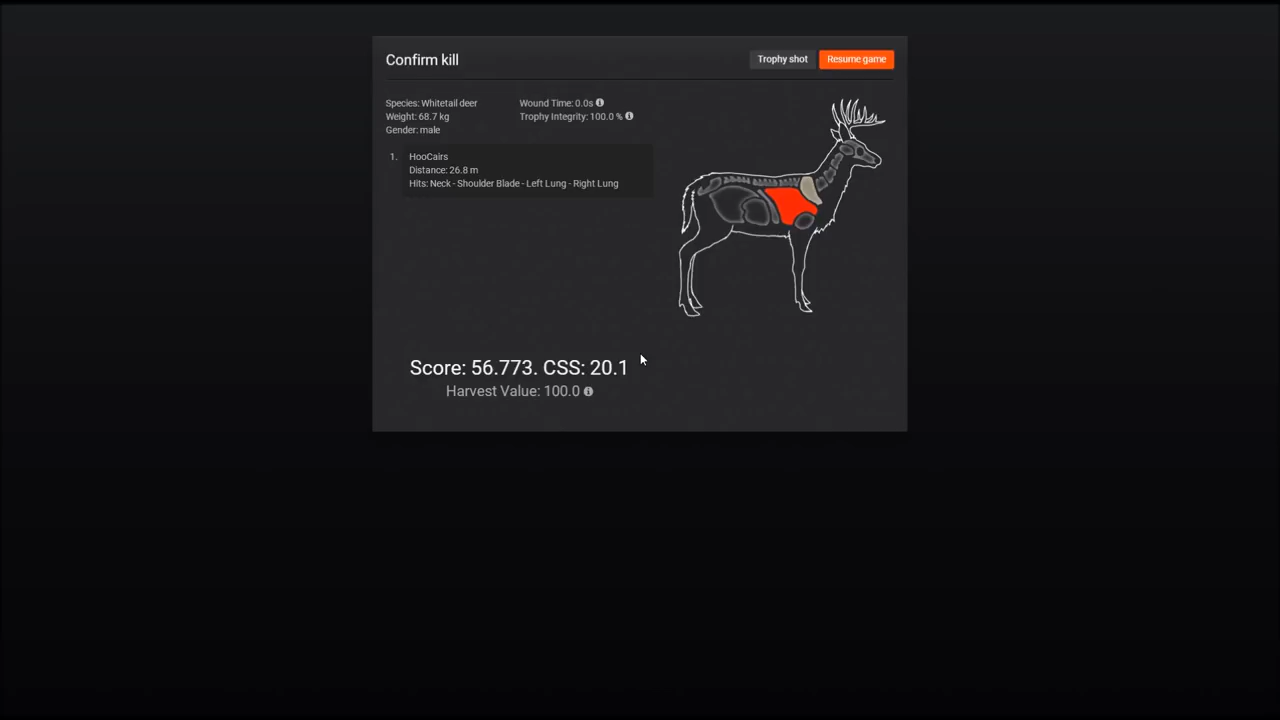 Confirm kill
Trophy shot
Resume game
Species: Whitetail deer
Weight: 68.7 kg
Gender: male
Wound Time: 0.0s
Trophy Integrity: 100.0 %
1.
HooCairs
Distance: 26.8 m
Hits: Neck - Shoulder Blade - Left Lung - Right Lung
Score: 56.773. CSS: 20.1
Harvest Value: 100.0